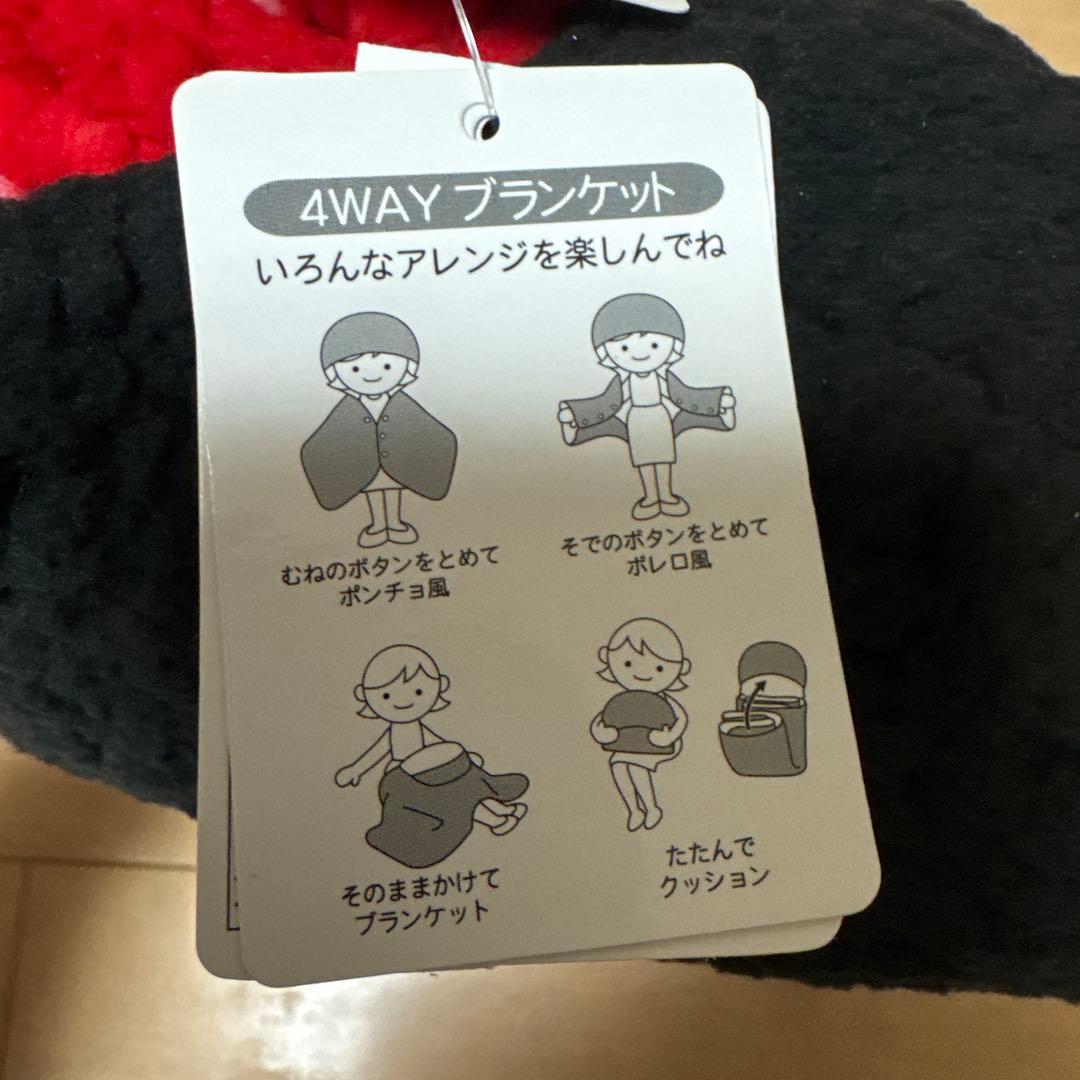 4WAY ブランケット
いろんなアレンジを楽しんでね
むねのボタンをとめて
ポンチョ風
そでのボタンをとめて
ボレロ風
そのままかけて
ブランケット
たたんで
クッション